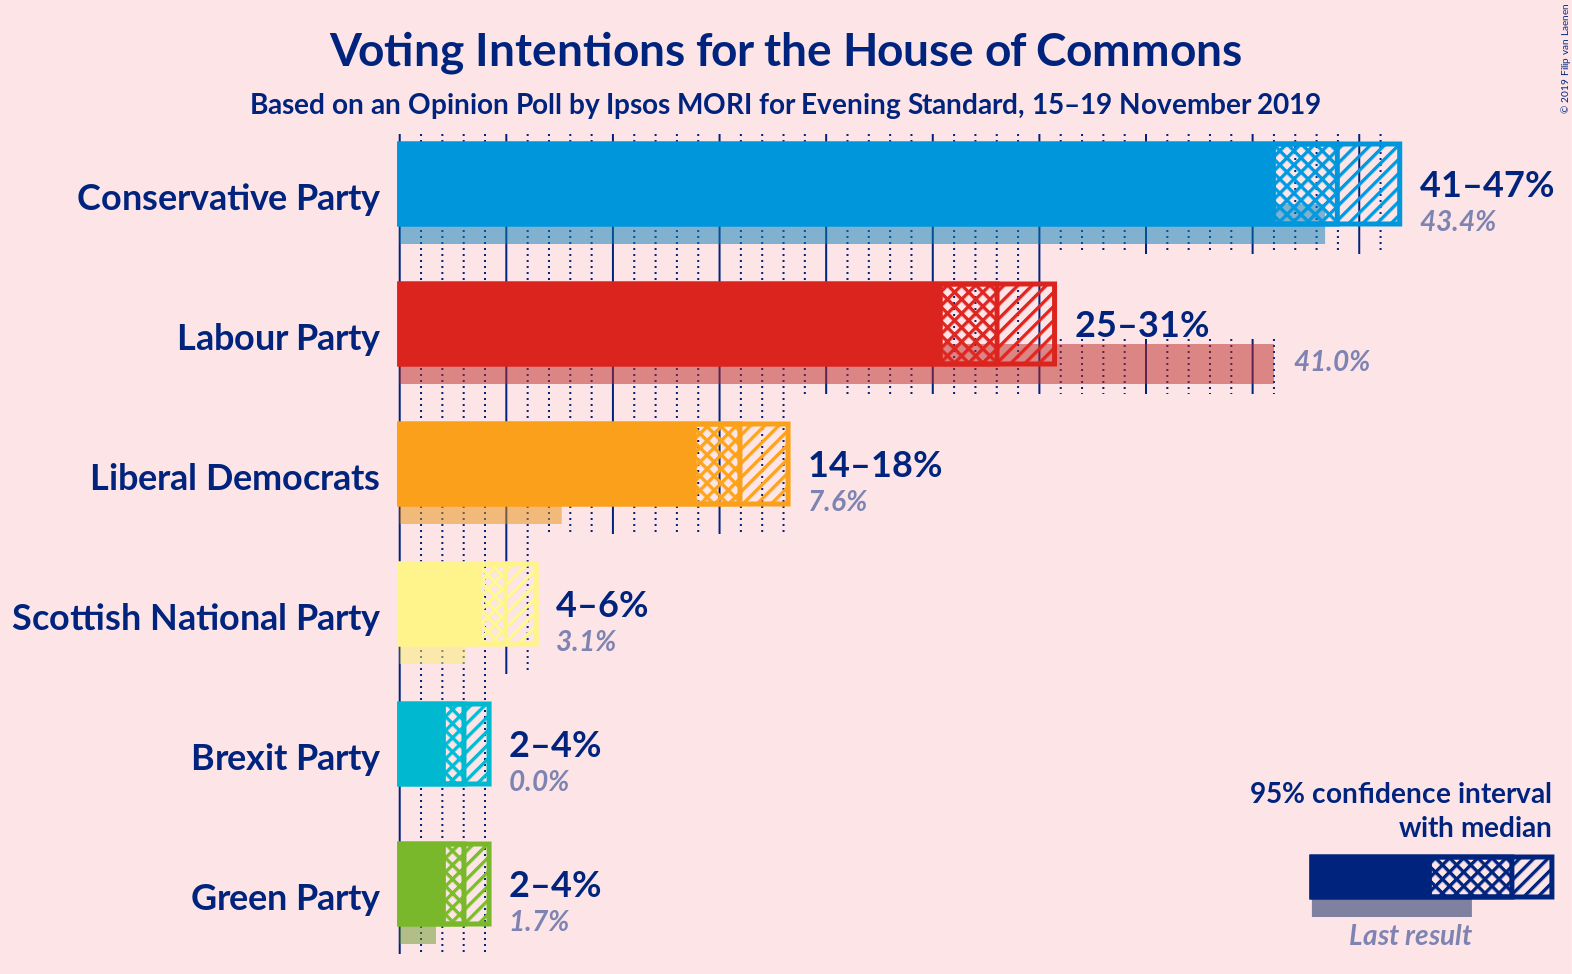 Voting Intentions for the House of Commons
Based on an Opinion Poll by Ipsos MORI for Evening Standard, 15–19 November 2019
© 2019 Filip van Laenen
Conservative Party
41–47%
43.4%
Labour Party
25–31%
41.0%
Liberal Democrats
14–18%
7.6%
Scottish National Party
4–6%
3.1%
Brexit Party
2–4%
0.0%
Green Party
2–4%
1.7%
95% confidence interval
with median
Last result